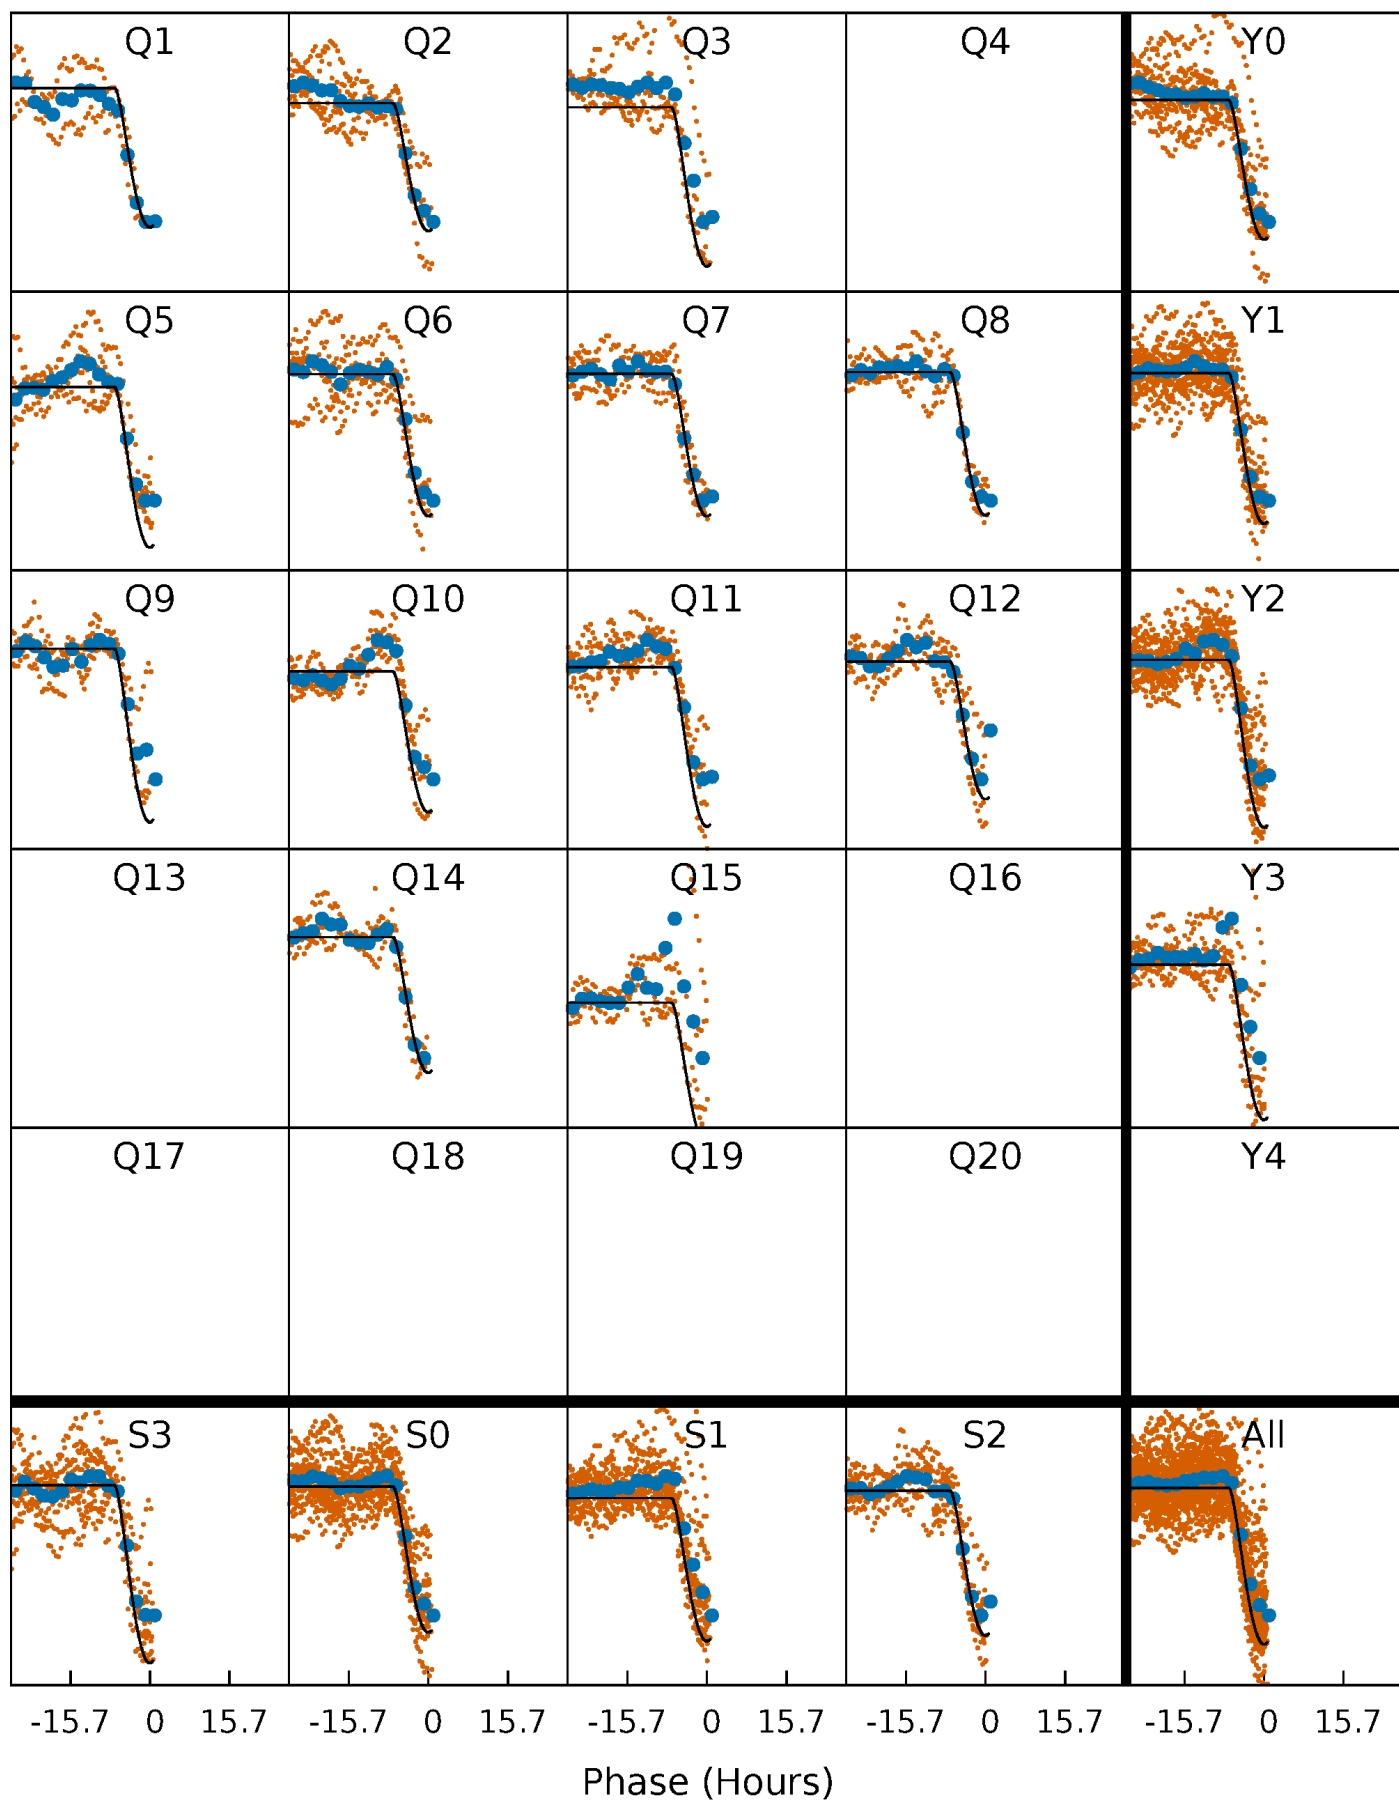 Q1 Q2 Q3 Q4 Y0
Q5 Q6 Q7 Q8 Y1
Q9 Q10 Q11 Q12 Y2
Q13 Q14 Q15 Q16 Y3
Q17 Q18 Q19 Q20 Y4
S3 S0 S1 S2 All
-15.7 0 15.7 -15.7 0 15.7 -15.7 0 15.7 -15.7 0 15.7 -15.7 0 15.7
Phase (Hours)